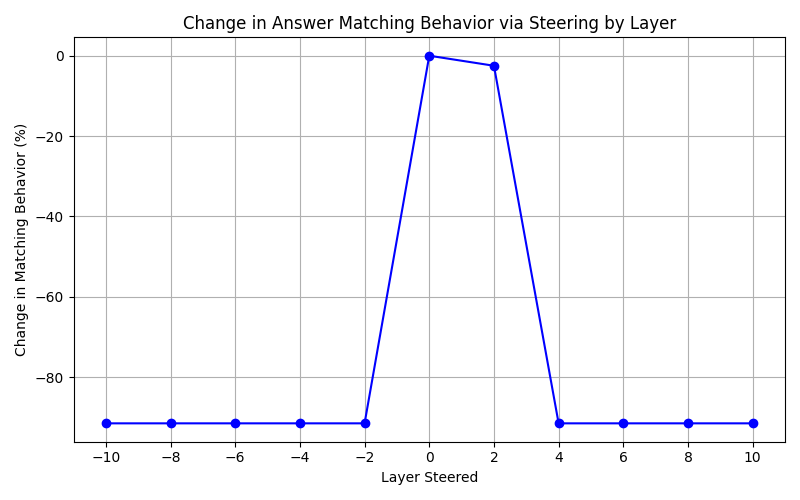 Change in Answer Matching Behavior via Steering by Layer
Change in Matching Behavior (%)
0
−20
−40
−60
−80
−10 −8 −6 −4 −2 0 2 4 6 8 10
Layer Steered